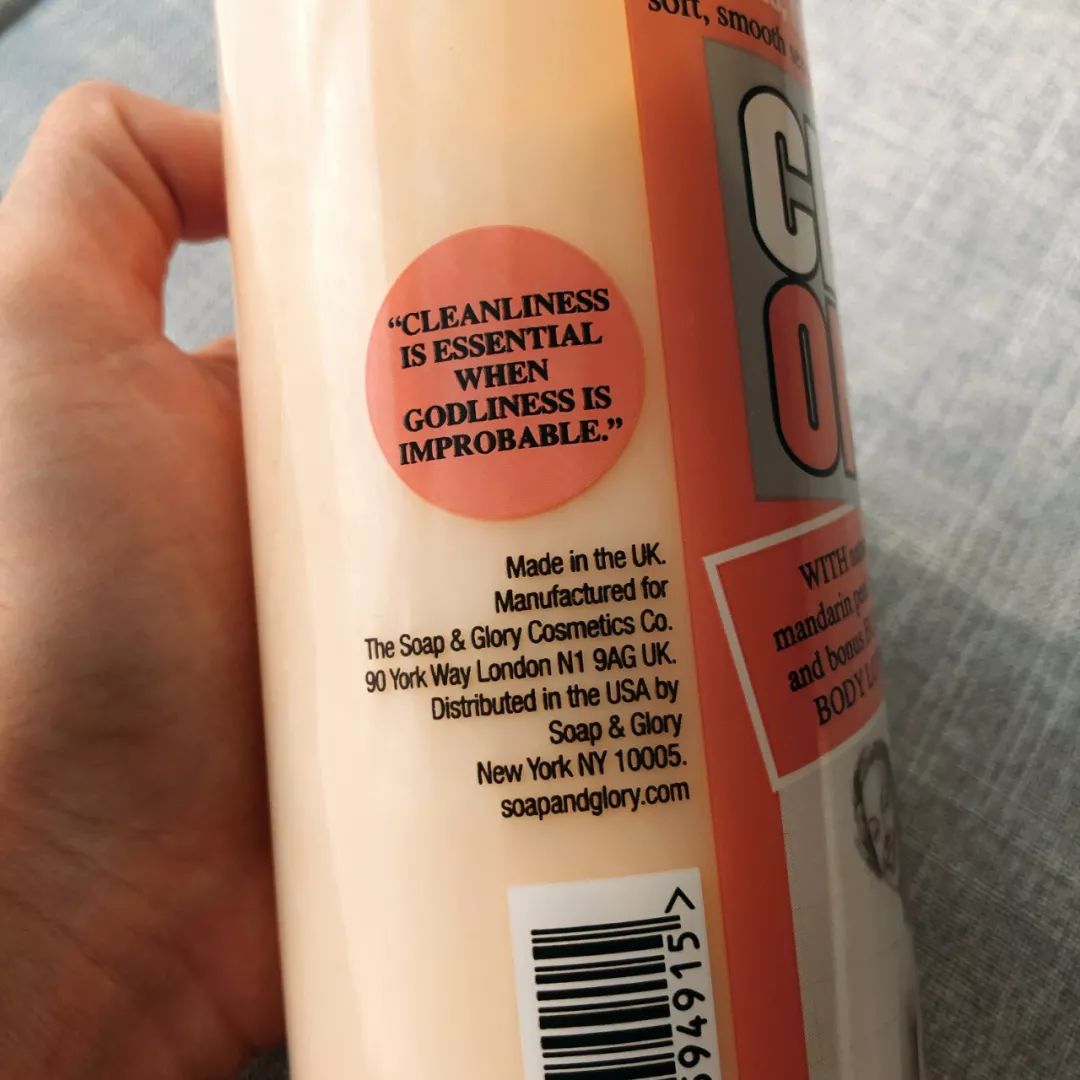 soft, smooth
“CLEANLINESS
IS ESSENTIAL
WHEN
GODLINESS IS
IMPROBABLE.”
Made in the UK.
Manufactured for
The Soap & Glory Cosmetics Co.
90 York Way London N1 9AG UK.
Distributed in the USA by
Soap & Glory
New York NY 10005.
soapandglory.com
WITH
mandarin
and bonus
BODY